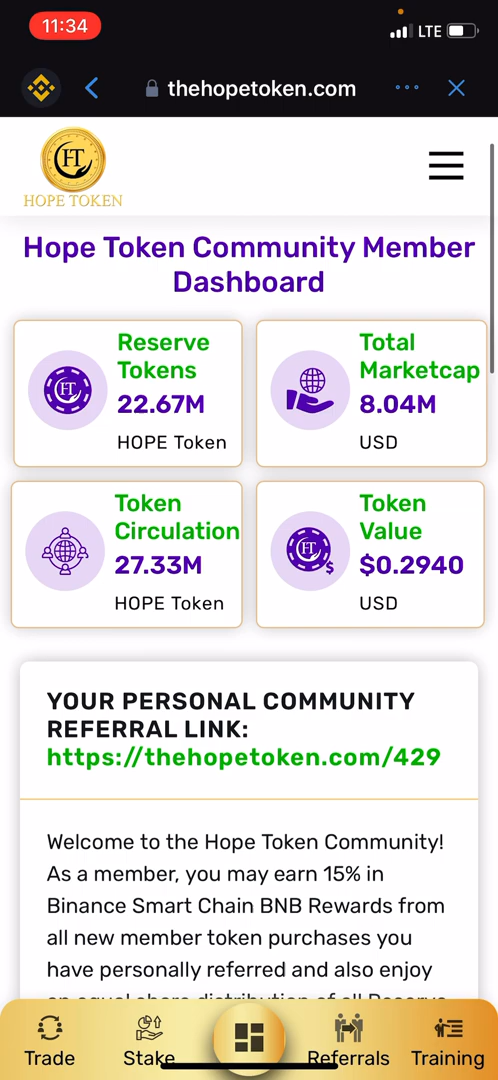 11:34
LTE
thehopetoken.com
HT
HOPE TOKEN
Hope Token Community Member
Dashboard
Reserve
Tokens
22.67M
HOPE Token
Total
Marketcap
8.04M
USD
Token
Circulation
27.33M
HOPE Token
Token
Value
$0.2940
USD
YOUR PERSONAL COMMUNITY
REFERRAL LINK:
https://thehopetoken.com/429
Welcome to the Hope Token Community!
As a member, you may earn 15% in
Binance Smart Chain BNB Rewards from
all new member token purchases you
have personally referred and also enjoy
an equal share distribution of all Reserve
Trade
Stake
Referrals
Training